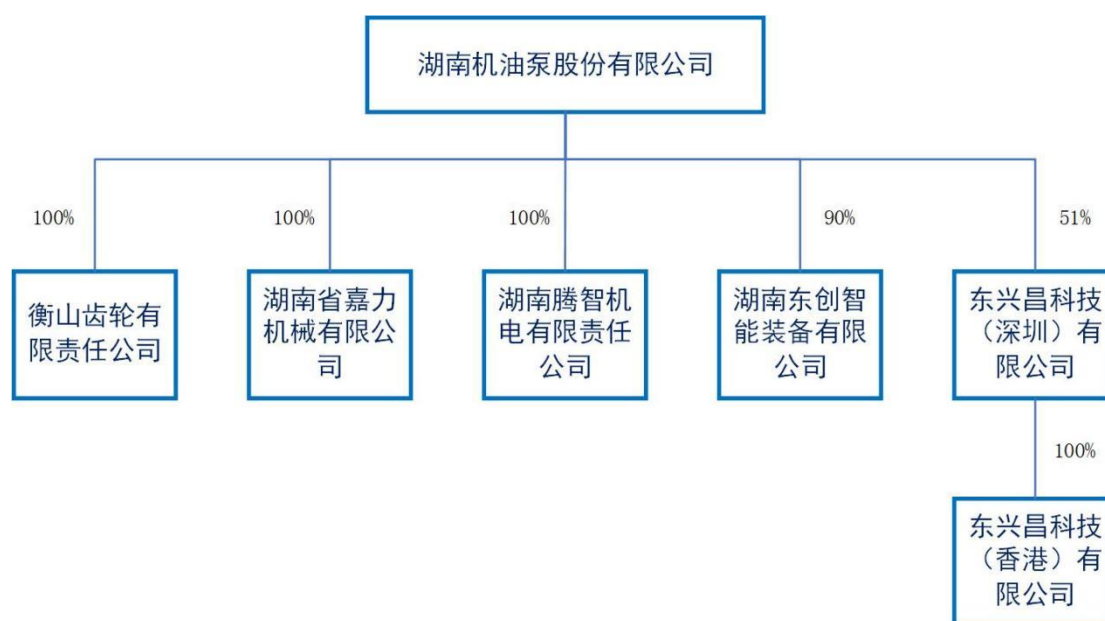 湖南机油泵股份有限公司
100%
100%
100%
90%
51%
衡山齿轮有
限责任公司
湖南省嘉力
机械有限公
司
湖南腾智机
电有限责任
公司
湖南东创智
能装备有限
公司
东兴昌科技
（深圳）有
限公司
100%
东兴昌科技
（香港）有
限公司